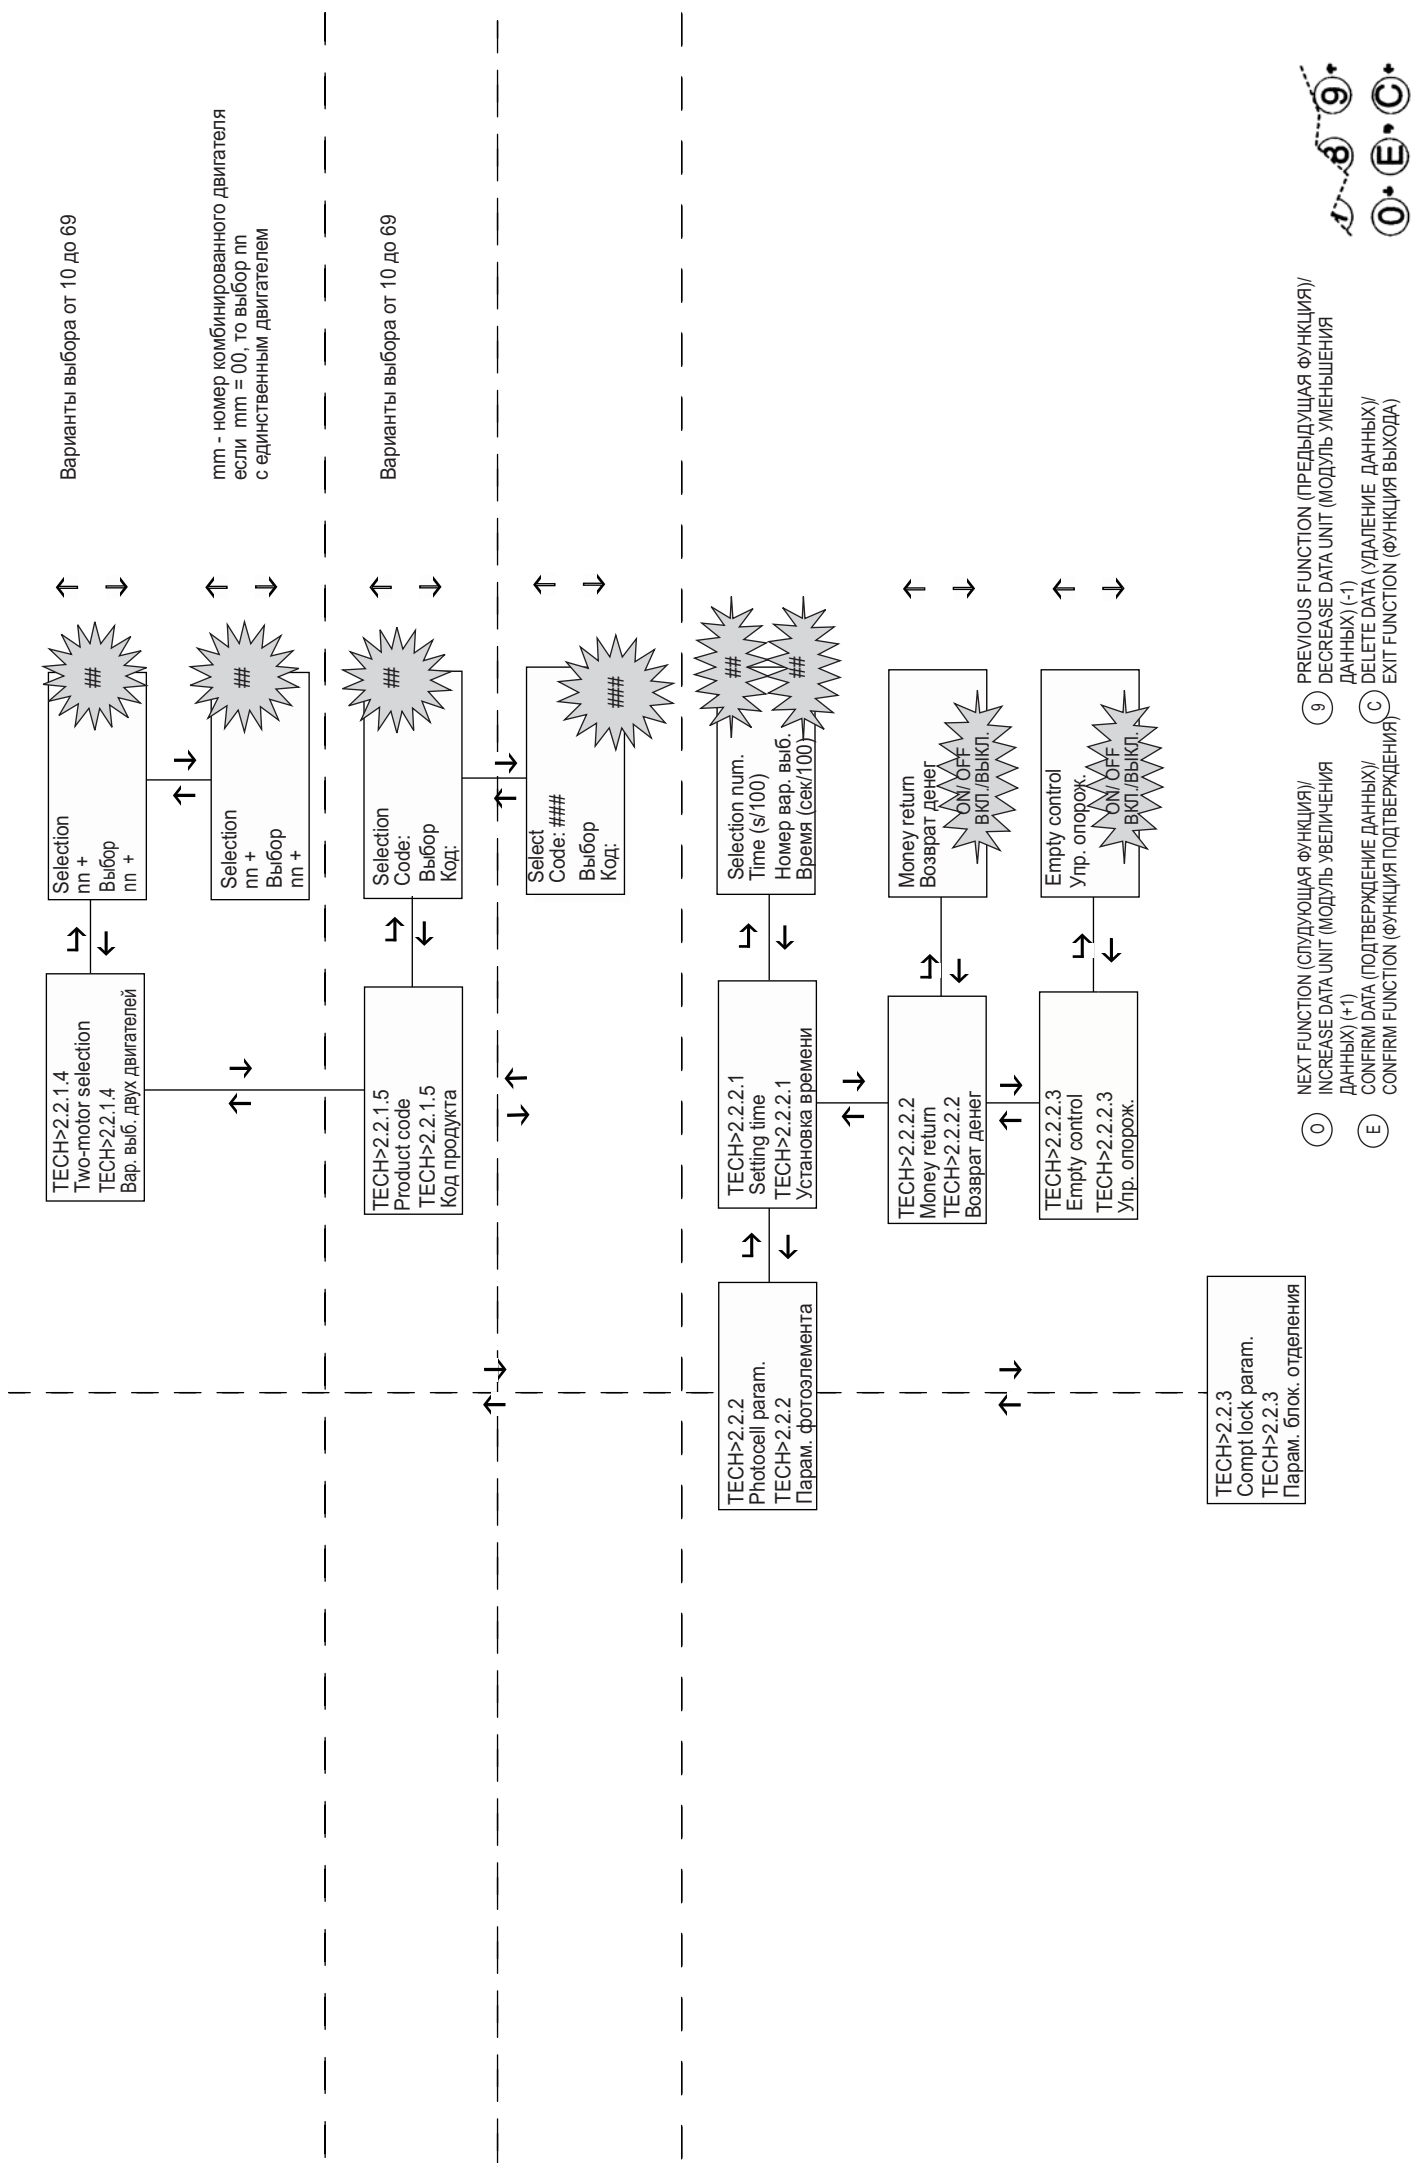 TECH>2.2.1.4
Two-motor selection
TECH>2.2.1.4
Вар. выб. двух двигателей
Selection
nn +
Выбор
nn +
##
Варианты выбора от 10 до 69
Selection
nn +
Выбор
nn +
##
mm - номер комбинированного двигателя
если mm = 00, то выбор nn
с единственным двигателем
TECH>2.2.1.5
Product code
TECH>2.2.1.5
Код продукта
Selection
Code:
Выбор
Код:
##
Варианты выбора от 10 до 69
Select
Code: ###
Выбор
Код:
###
TECH>2.2.2
Photocell param.
TECH>2.2.2
Парам. фотоэлемента
TECH>2.2.2.1
Setting time
TECH>2.2.2.1
Установка времени
Selection num.
Time (s/100)
Номер вар. выб.
Время (сек/100)
##
##
TECH>2.2.2.2
Money return
TECH>2.2.2.2
Возврат денег
Money return
Возврат денег
ON/ OFF
ВКЛ./ВЫКЛ.
TECH>2.2.2.3
Empty control
TECH>2.2.2.3
Упр. опорож.
Empty control
Упр. опорож.
ON/ OFF
ВКЛ./ВЫКЛ.
TECH>2.2.3
Compt lock param.
TECH>2.2.3
Парам. блок. отделения
0 NEXT FUNCTION (СЛУДУЮЩАЯ ФУНКЦИЯ)/
INCREASE DATA UNIT (МОДУЛЬ УВЕЛИЧЕНИЯ
ДАННЫХ) (+1)
E CONFIRM DATA (ПОДТВЕРЖДЕНИЕ ДАННЫХ)/
CONFIRM FUNCTION (ФУНКЦИЯ ПОДТВЕРЖДЕНИЯ)
9 PREVIOUS FUNCTION (ПРЕДЫДУЩАЯ ФУНКЦИЯ)/
DECREASE DATA UNIT (МОДУЛЬ УМЕНЬШЕНИЯ
ДАННЫХ) (-1)
C DELETE DATA (УДАЛЕНИЕ ДАННЫХ)/
EXIT FUNCTION (ФУНКЦИЯ ВЫХОДА)
8 9
0 E C